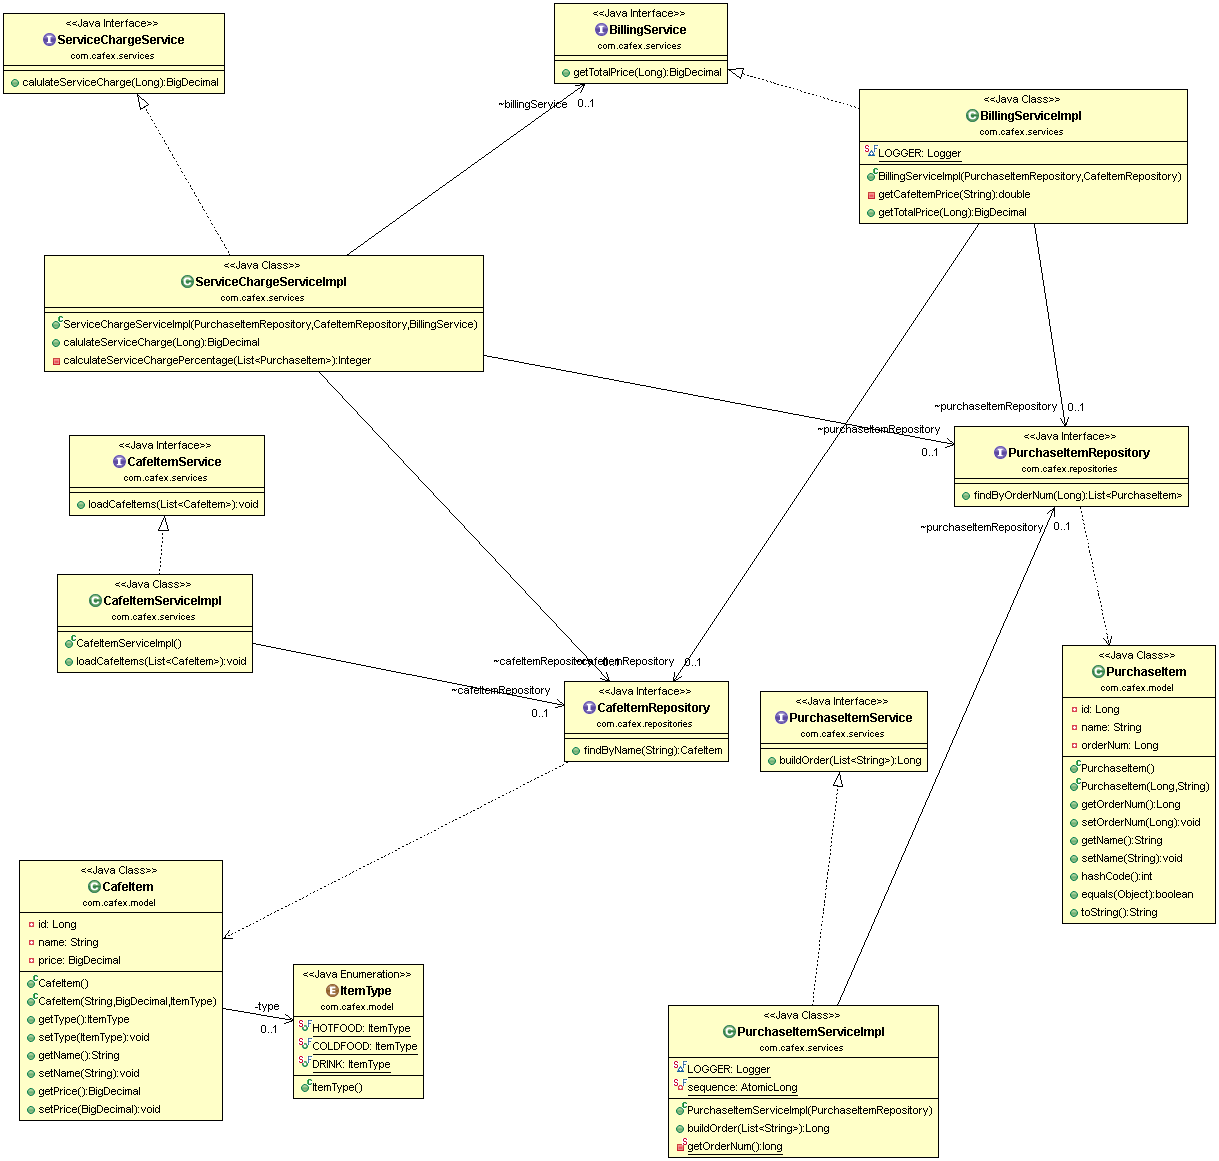 <<Java Interface>>
ServiceChargeService
com.cafex.services
calulateServiceCharge(Long):BigDecimal
<<Java Interface>>
BillingService
com.cafex.services
getTotalPrice(Long):BigDecimal
~billingService 0..1
<<Java Class>>
BillingServiceImpl
com.cafex.services
LOGGER: Logger
BillingServiceImpl(PurchaseItemRepository,CafeItemRepository)
getCafeItemPrice(String):double
getTotalPrice(Long):BigDecimal
<<Java Class>>
ServiceChargeServiceImpl
com.cafex.services
ServiceChargeServiceImpl(PurchaseItemRepository,CafeItemRepository,BillingService)
calulateServiceCharge(Long):BigDecimal
calculateServiceChargePercentage(List<PurchaseItem>):Integer
~purchaseItemRepository 0..1
~purchaseItemRepository
0..1
<<Java Interface>>
PurchaseItemRepository
com.cafex.repositories
findByOrderNum(Long):List<PurchaseItem>
~purchaseItemRepository 0..1
<<Java Interface>>
CafeItemService
com.cafex.services
loadCafeItems(List<CafeItem>):void
<<Java Class>>
CafeItemServiceImpl
com.cafex.services
CafeItemServiceImpl()
loadCafeItems(List<CafeItem>):void
~cafeItemRepository 0..1
~cafeItemRepository 0..1
~cafeItemRepository
0..1
<<Java Interface>>
CafeItemRepository
com.cafex.repositories
findByName(String):CafeItem
<<Java Interface>>
PurchaseItemService
com.cafex.services
buildOrder(List<String>):Long
<<Java Class>>
PurchaseItem
com.cafex.model
id: Long
name: String
orderNum: Long
PurchaseItem()
PurchaseItem(Long,String)
getOrderNum():Long
setOrderNum(Long):void
getName():String
setName(String):void
hashCode():int
equals(Object):boolean
toString():String
<<Java Class>>
CafeItem
com.cafex.model
id: Long
name: String
price: BigDecimal
CafeItem()
CafeItem(String,BigDecimal,ItemType)
getType():ItemType
setType(ItemType):void
getName():String
setName(String):void
getPrice():BigDecimal
setPrice(BigDecimal):void
-type
0..1
<<Java Enumeration>>
ItemType
com.cafex.model
HOTFOOD: ItemType
COLDFOOD: ItemType
DRINK: ItemType
ItemType()
<<Java Class>>
PurchaseItemServiceImpl
com.cafex.services
LOGGER: Logger
sequence: AtomicLong
PurchaseItemServiceImpl(PurchaseItemRepository)
buildOrder(List<String>):Long
getOrderNum():long